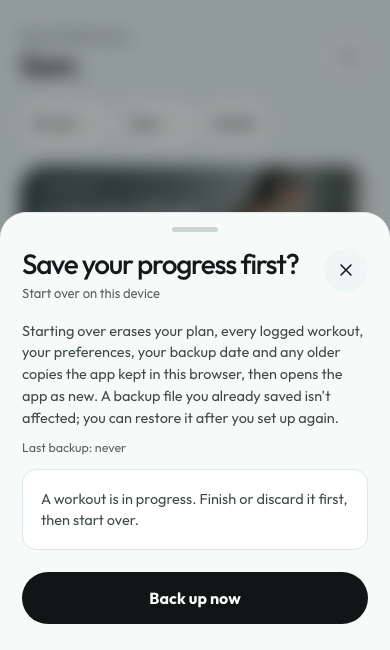 Save your progress first?
Start over on this device
Starting over erases your plan, every logged workout,
your preferences, your backup date and any older
copies the app kept in this browser, then opens the
app as new. A backup file you already saved isn't
affected; you can restore it after you set up again.
Last backup: never
A workout is in progress. Finish or discard it first,
then start over.
Back up now